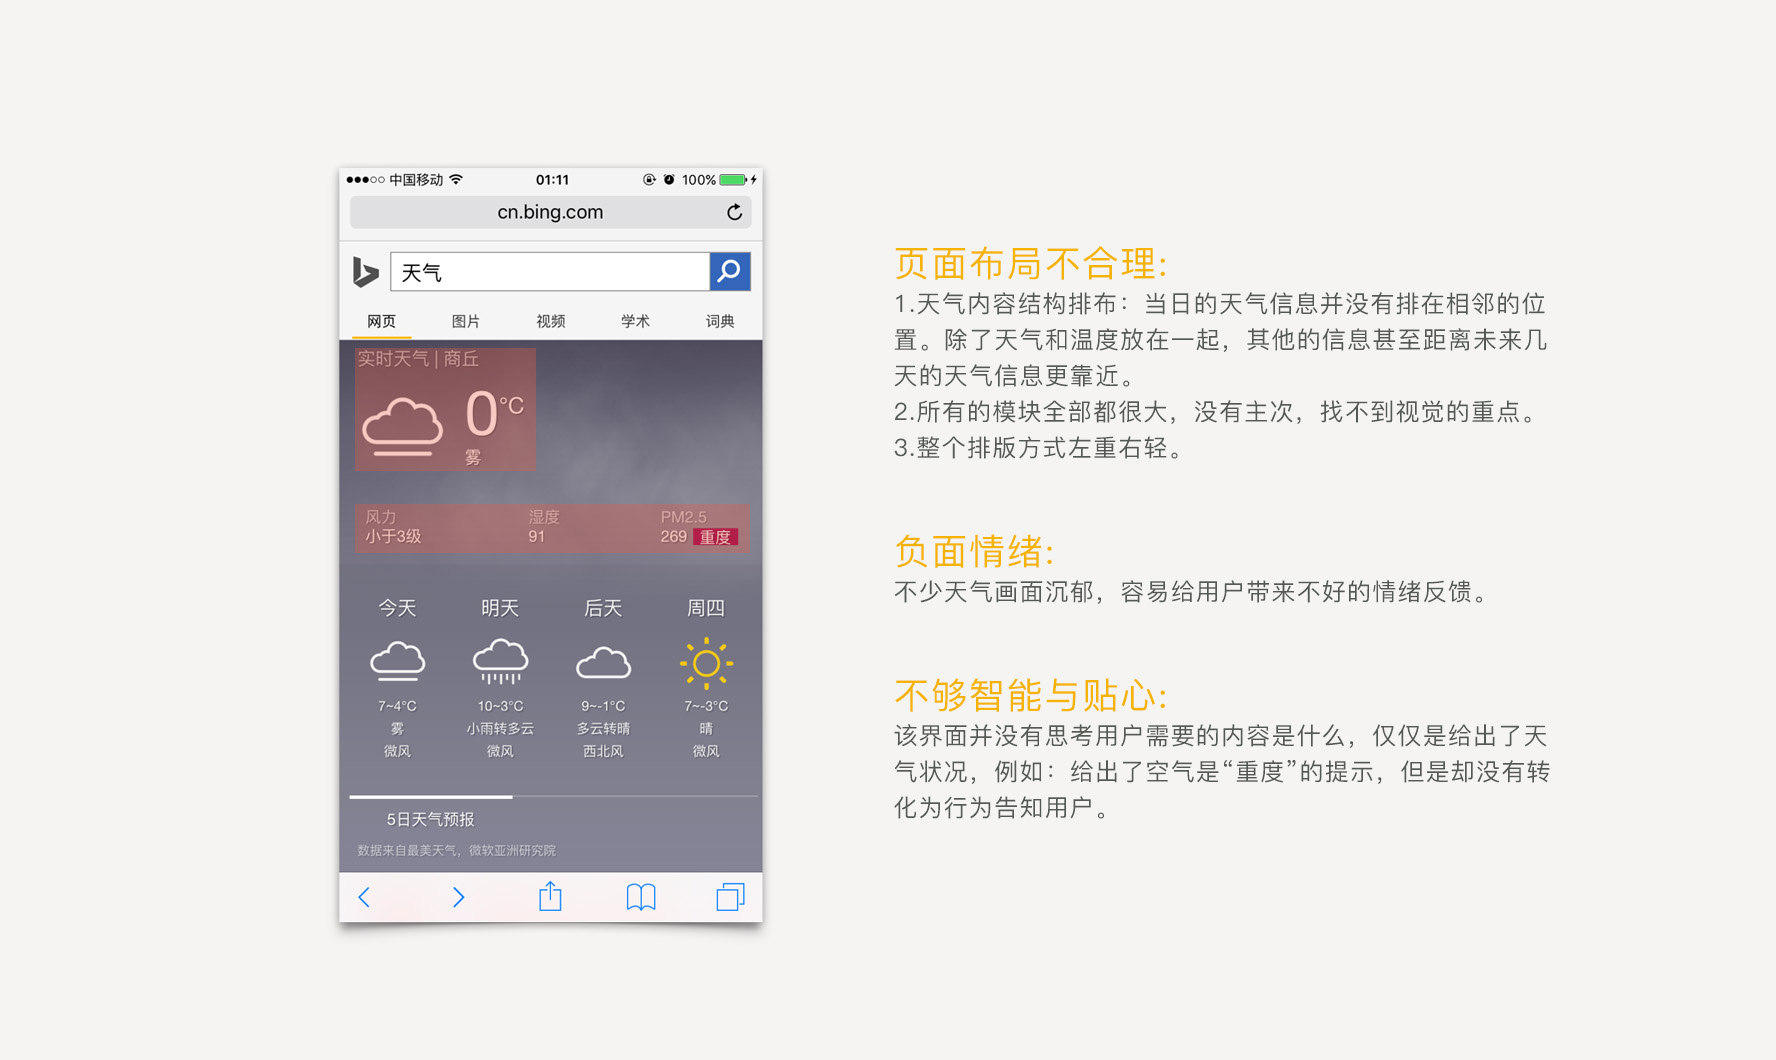 中国移动 01:11 100%
cn.bing.com
天气
网页 图片 视频 学术 词典
实时天气 | 商丘
0°C
雾
风力 湿度 PM2.5
小于3级 91 269 重度
今天 明天 后天 周四
7~4°C 10~3°C 9~-1°C 7~-3°C
雾 小雨转多云 多云转晴 晴
微风 微风 西北风 微风
5日天气预报
数据来自最美天气，微软亚洲研究院
页面布局不合理:
1.天气内容结构排布：当日的天气信息并没有排在相邻的位
置。除了天气和温度放在一起，其他的信息甚至距离未来几
天的天气信息更靠近。
2.所有的模块全部都很大，没有主次，找不到视觉的重点。
3.整个排版方式左重右轻。
负面情绪:
不少天气画面沉郁，容易给用户带来不好的情绪反馈。
不够智能与贴心:
该界面并没有思考用户需要的内容是什么，仅仅是给出了天
气状况，例如：给出了空气是“重度”的提示，但是却没有转
化为行为告知用户。